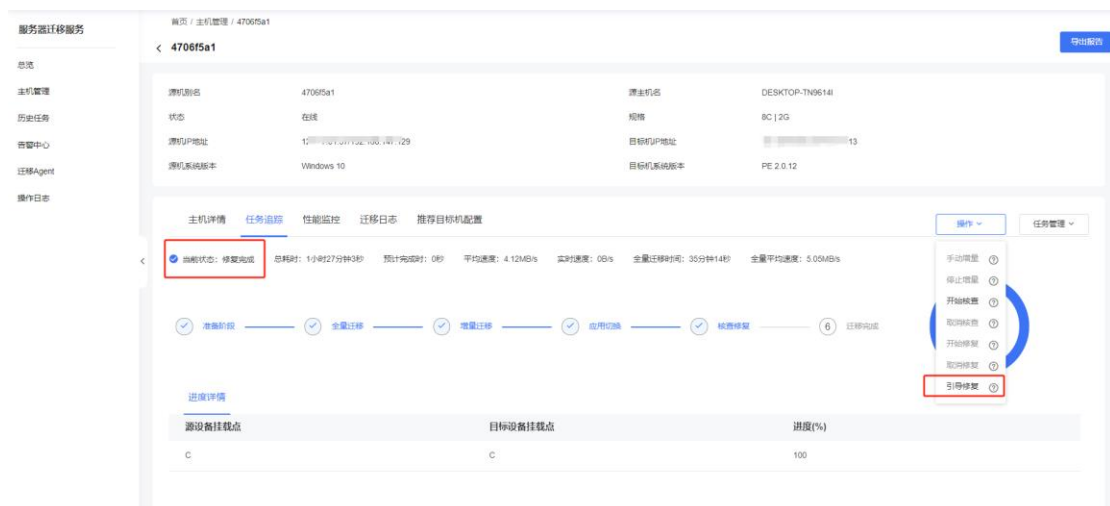 服务器迁移服务
首页 / 主机管理 / 4706f5a1
< 4706f5a1
导出报告
总览
主机管理
历史任务
告警中心
迁移Agent
操作日志
源机别名 4706f5a1 源主机名 DESKTOP-TN9614I
状态 在线 规格 8C | 2G
源机IP地址 目标机IP地址 13
源机系统版本 Windows 10 目标机系统版本 PE 2.0.12
主机详情 任务追踪 性能监控 迁移日志 推荐目标机配置 操作 任务管理
当前状态：修复完成 总耗时：1小时27分钟3秒 预计完成时：0秒 平均速度：4.12MB/s 实时速度：0B/s 全量迁移时间：35分钟14秒 全量平均速度：5.05MB/s
手动增量
停止增量
开始核查
取消核查
开始修复
取消修复
引导修复
准备阶段 全量迁移 增量迁移 应用切换 核查修复 6 迁移完成
进度详情
源设备挂载点 目标设备挂载点 进度(%)
C C 100